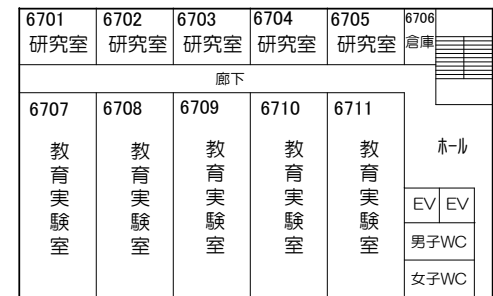 6701 6702 6703 6704 6705 6706
研究室 研究室 研究室 研究室 研究室 倉庫
廊下
6707 6708 6709 6710 6711
教育実験室 教育実験室 教育実験室 教育実験室 教育実験室
ホール
EV EV
男子WC
女子WC